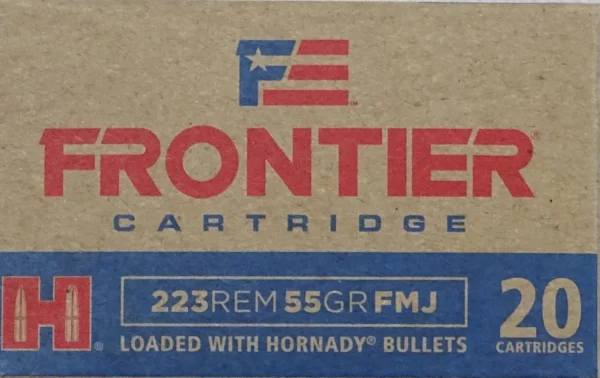 FRONTIER
CARTRIDGE
223REM 55GR FMJ
LOADED WITH HORNADY® BULLETS
20
CARTRIDGES
H®